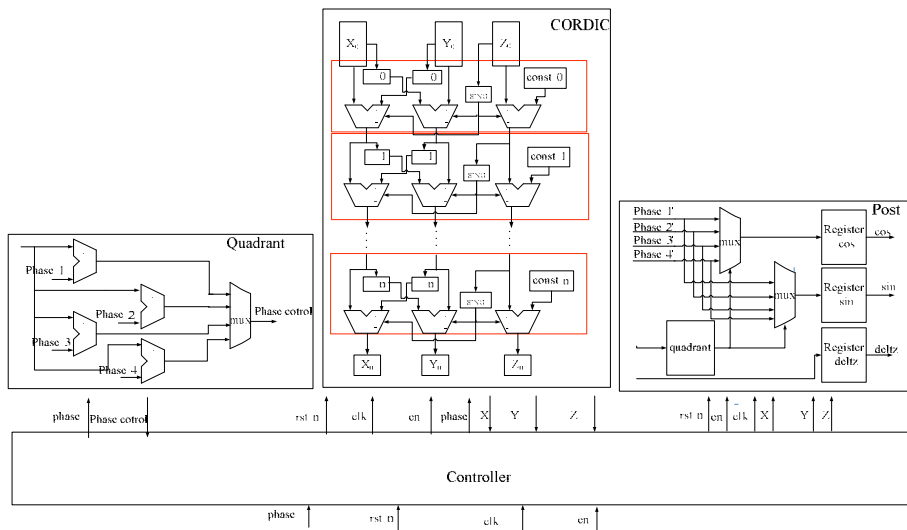 CORDIC
X0 Y0 Z0
0 0 const 0
sign
1 1 const 1
sign
n n const n
sign
Xn Yn Zn
Quadrant
Phase 1
Phase 2
Phase 3
Phase 4
mux
Phase cotrol
Post
Phase 1'
Phase 2'
Phase 3'
Phase 4'
mux
mux
quadrant
Register cos
cos
Register sin
sin
Register deltz
deltz
phase
Phase cotrol
rst n clk en phase X Y Z
rst n en clk X Y Z
Controller
phase rst n clk en